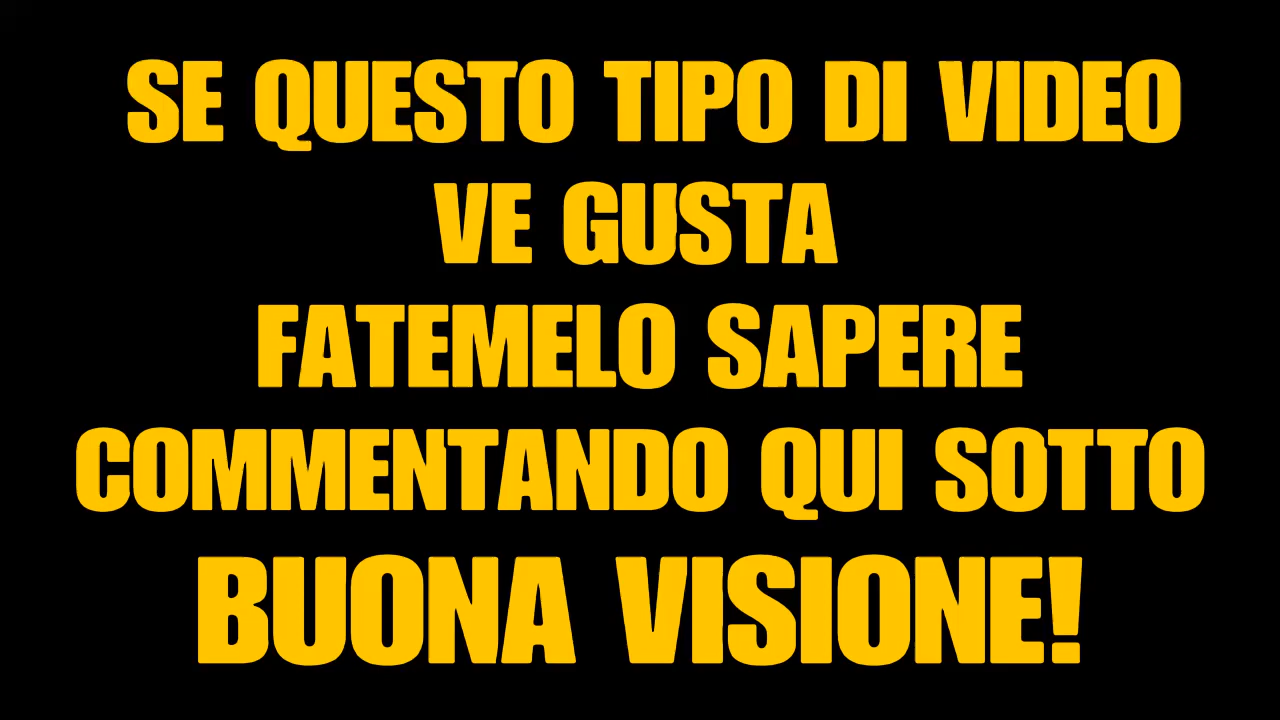 SE QUESTO TIPO DI VIDEO
VE GUSTA
FATEMELO SAPERE
COMMENTANDO QUI SOTTO
BUONA VISIONE!